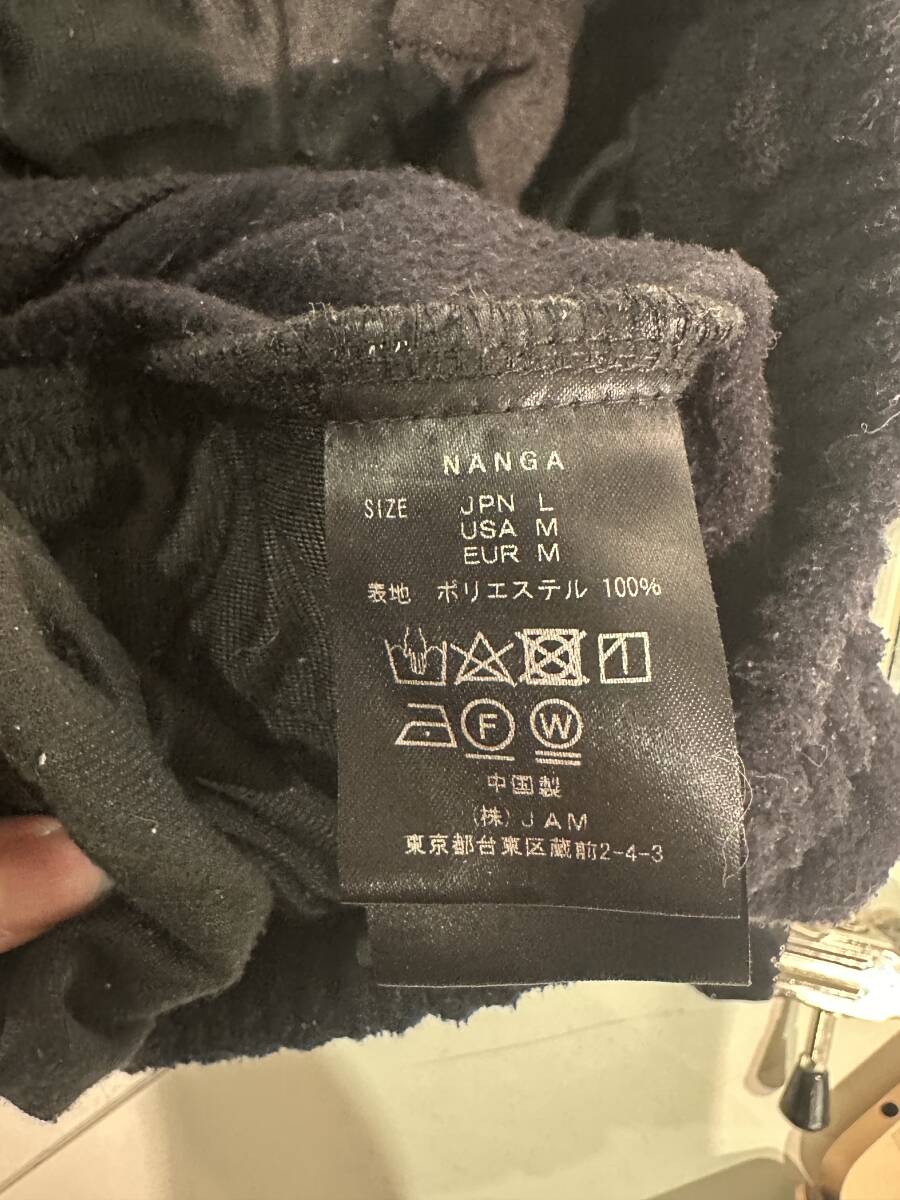 NANGA
SIZE JPN L
USA M
EUR M
表地 ポリエステル 100%
F W
中国製
(株)JAM
東京都台東区蔵前2-4-3